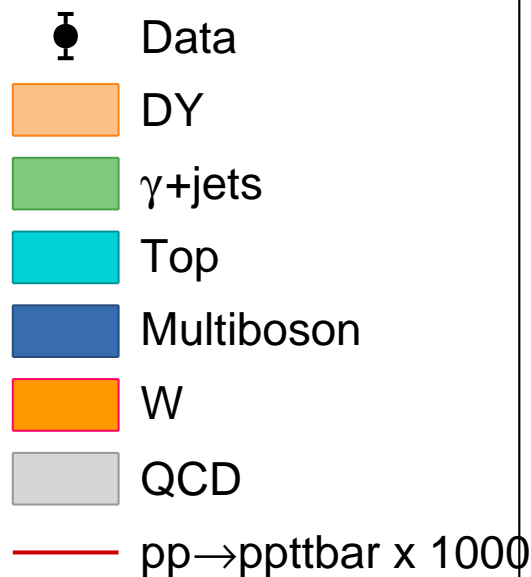 Data
DY
γ+jets
Top
Multiboson
W
QCD
pp→ppttbar x 1000